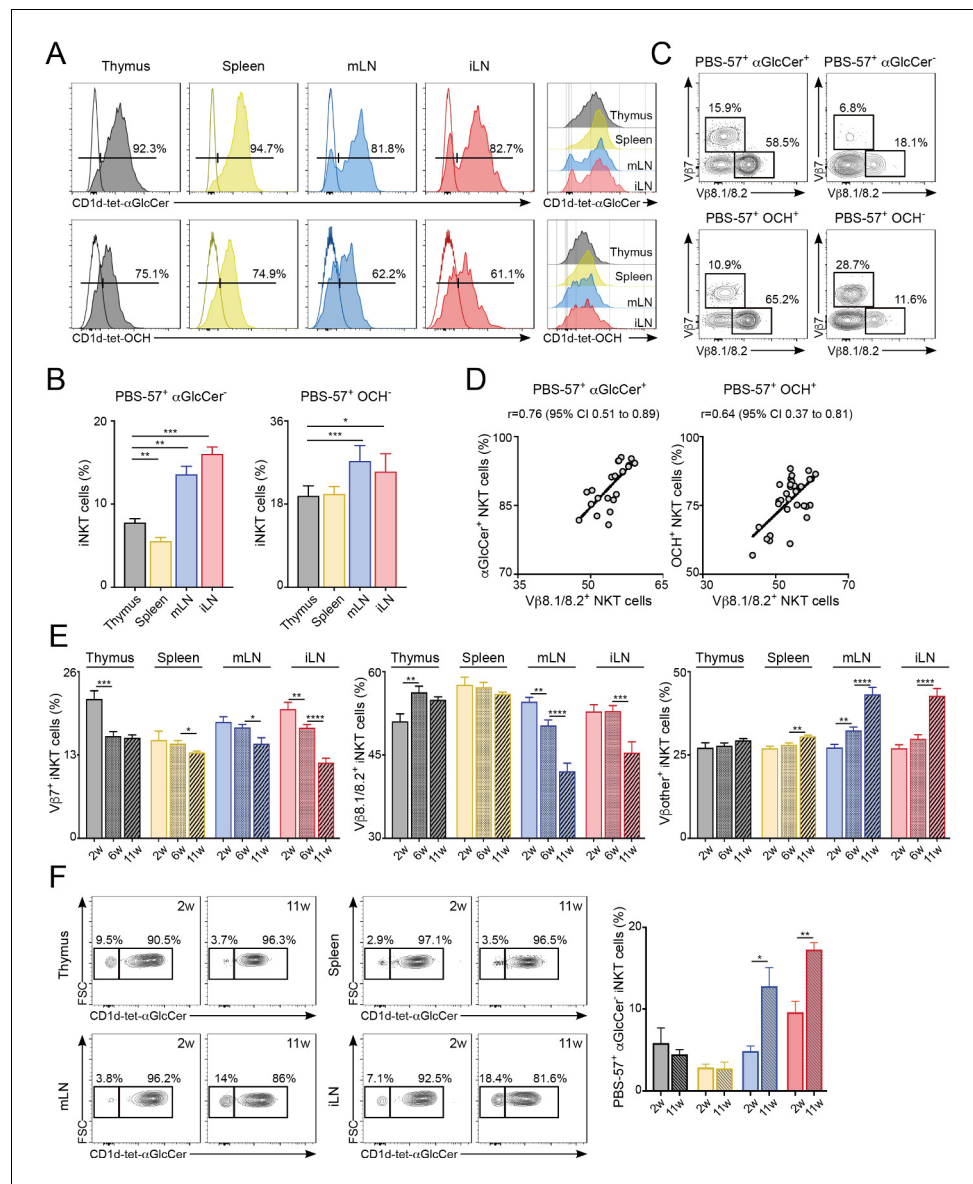 A
Thymus
Spleen
mLN
iLN
92.3%
94.7%
81.8%
82.7%
Thymus
Spleen
mLN
iLN
CD1d-tet-αGlcCer
CD1d-tet-αGlcCer
75.1%
74.9%
62.2%
61.1%
Thymus
Spleen
mLN
iLN
CD1d-tet-OCH
CD1d-tet-OCH
B
PBS-57⁺ αGlcCer⁻
PBS-57⁺ OCH⁻
iNKT cells (%)
20
10
0
***
**
**
Thymus
Spleen
mLN
iLN
iNKT cells (%)
36
18
0
*
***
Thymus
Spleen
mLN
iLN
C
PBS-57⁺ αGlcCer⁺
PBS-57⁺ αGlcCer⁻
15.9%
58.5%
6.8%
18.1%
Vβ7
Vβ8.1/8.2
Vβ8.1/8.2
PBS-57⁺ OCH⁺
PBS-57⁺ OCH⁻
10.9%
65.2%
28.7%
11.6%
Vβ7
Vβ7
Vβ8.1/8.2
Vβ8.1/8.2
D
PBS-57⁺ αGlcCer⁺
PBS-57⁺ OCH⁺
r=0.76 (95% CI 0.51 to 0.89)
r=0.64 (95% CI 0.37 to 0.81)
αGlcCer⁺ NKT cells (%)
100
85
70
35
50
65
Vβ8.1/8.2⁺ NKT cells
OCH⁺ NKT cells (%)
100
75
50
30
50
70
Vβ8.1/8.2⁺ NKT cells
E
Thymus
Spleen
mLN
iLN
Vβ7⁺ iNKT cells (%)
26
13
0
***
*
*
**
****
2w 6w 11w 2w 6w 11w 2w 6w 11w 2w 6w 11w
Thymus
Spleen
mLN
iLN
Vβ8.1/8.2⁺ iNKT cells (%)
60
45
30
**
**
****
***
2w 6w 11w 2w 6w 11w 2w 6w 11w 2w 6w 11w
Thymus
Spleen
mLN
iLN
Vβother⁺ iNKT cells (%)
50
25
0
**
**
****
****
2w 6w 11w 2w 6w 11w 2w 6w 11w 2w 6w 11w
F
Thymus
2w
9.5%
90.5%
11w
3.7%
96.3%
FSC
CD1d-tet-αGlcCer
Spleen
2w
2.9%
97.1%
11w
3.5%
96.5%
FSC
CD1d-tet-αGlcCer
mLN
2w
3.8%
96.2%
11w
14%
86%
FSC
CD1d-tet-αGlcCer
iLN
2w
7.1%
92.5%
11w
18.4%
81.6%
FSC
CD1d-tet-αGlcCer
PBS-57⁺ αGlcCer⁻ iNKT cells (%)
20
10
0
*
**
2w 11w 2w 11w 2w 11w 2w 11w